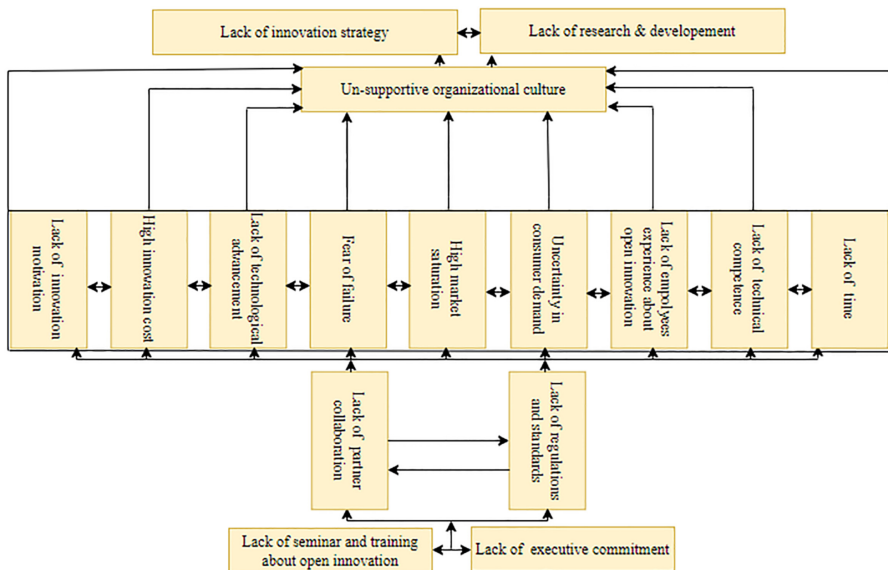 Lack of innovation strategy
Lack of research & developement
Un-supportive organizational culture
Lack of innovation
motivation
High innovation cost
Lack of technological
advancement
Fear of failure
High market
saturation
Uncertainty in
consumer demand
Lack of empolyees
experience about
open innovation
Lack of technical
competence
Lack of time
Lack of partner
collaboration
Lack of regulations
and standards
Lack of seminar and training
about open innovation
Lack of executive commitment